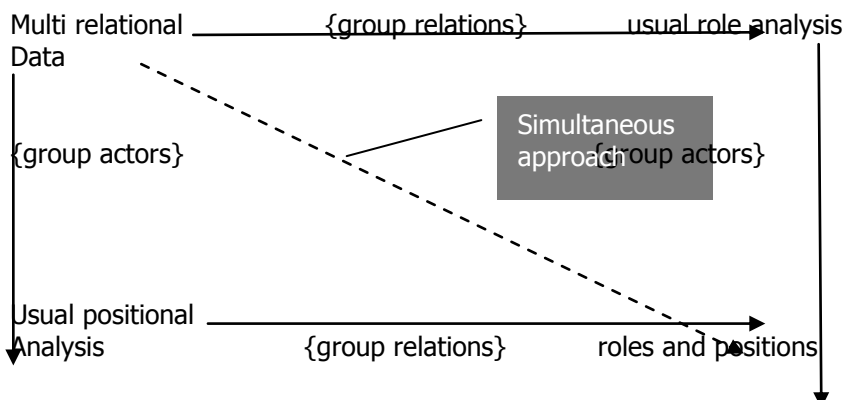 Multi relational {group relations} usual role analysis
Data
Simultaneous
{group actors} approach {group actors}
Usual positional
Analysis {group relations} roles and positions